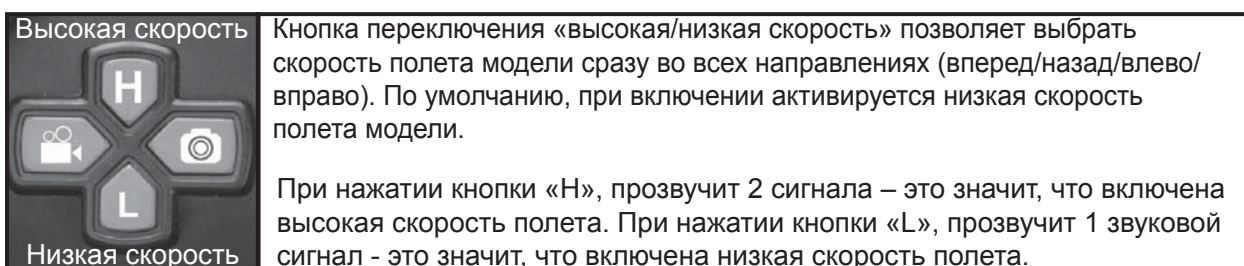 Высокая скорость
H
L
Низкая скорость
Кнопка переключения «высокая/низкая скорость» позволяет выбрать
скорость полета модели сразу во всех направлениях (вперед/назад/влево/
вправо). По умолчанию, при включении активируется низкая скорость
полета модели.
При нажатии кнопки «H», прозвучит 2 сигнала – это значит, что включена
высокая скорость полета. При нажатии кнопки «L», прозвучит 1 звуковой
сигнал - это значит, что включена низкая скорость полета.